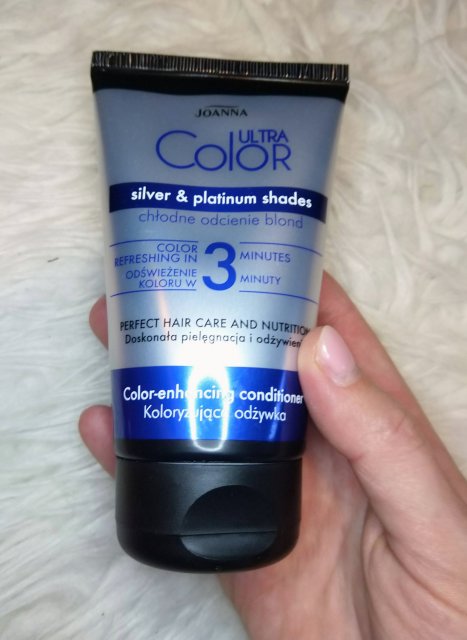 JOANNA
ULTRA
COLOR
silver & platinum shades
chłodne odcienie blond
COLOR
REFRESHING IN
ODŚWIEŻENIE
KOLORU W
3
MINUTES
MINUTY
PERFECT HAIR CARE AND NUTRITION
Doskonała pielęgnacja i odżywieni
Color-enhancing conditioner
Koloryzująca odżywka